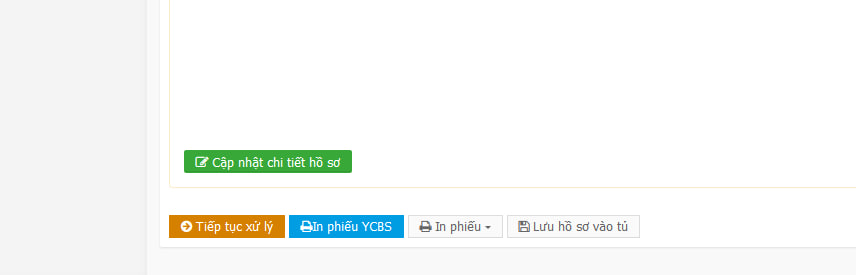 Cập nhật chi tiết hồ sơ
Tiếp tục xử lý In phiếu YCBS In phiếu Lưu hồ sơ vào tủ